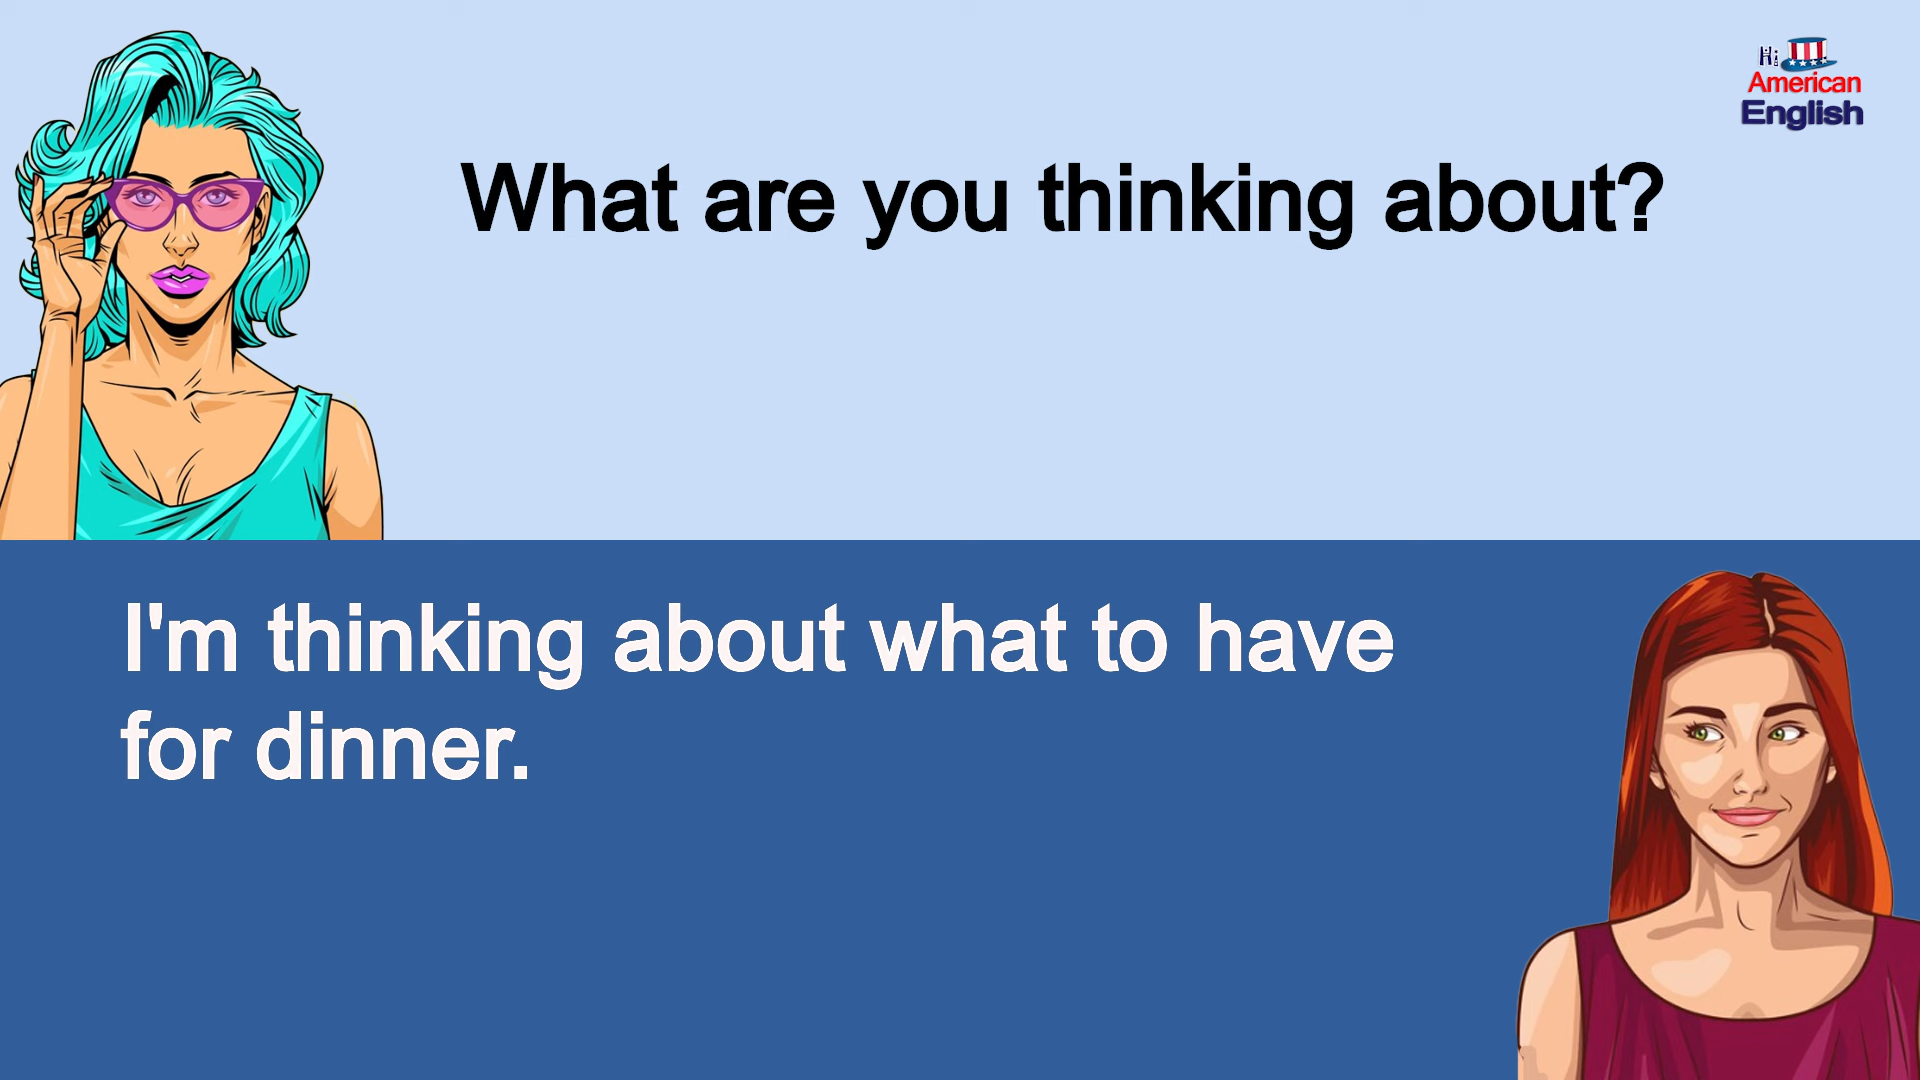 Hi
American
English
What are you thinking about?
I'm thinking about what to have
for dinner.